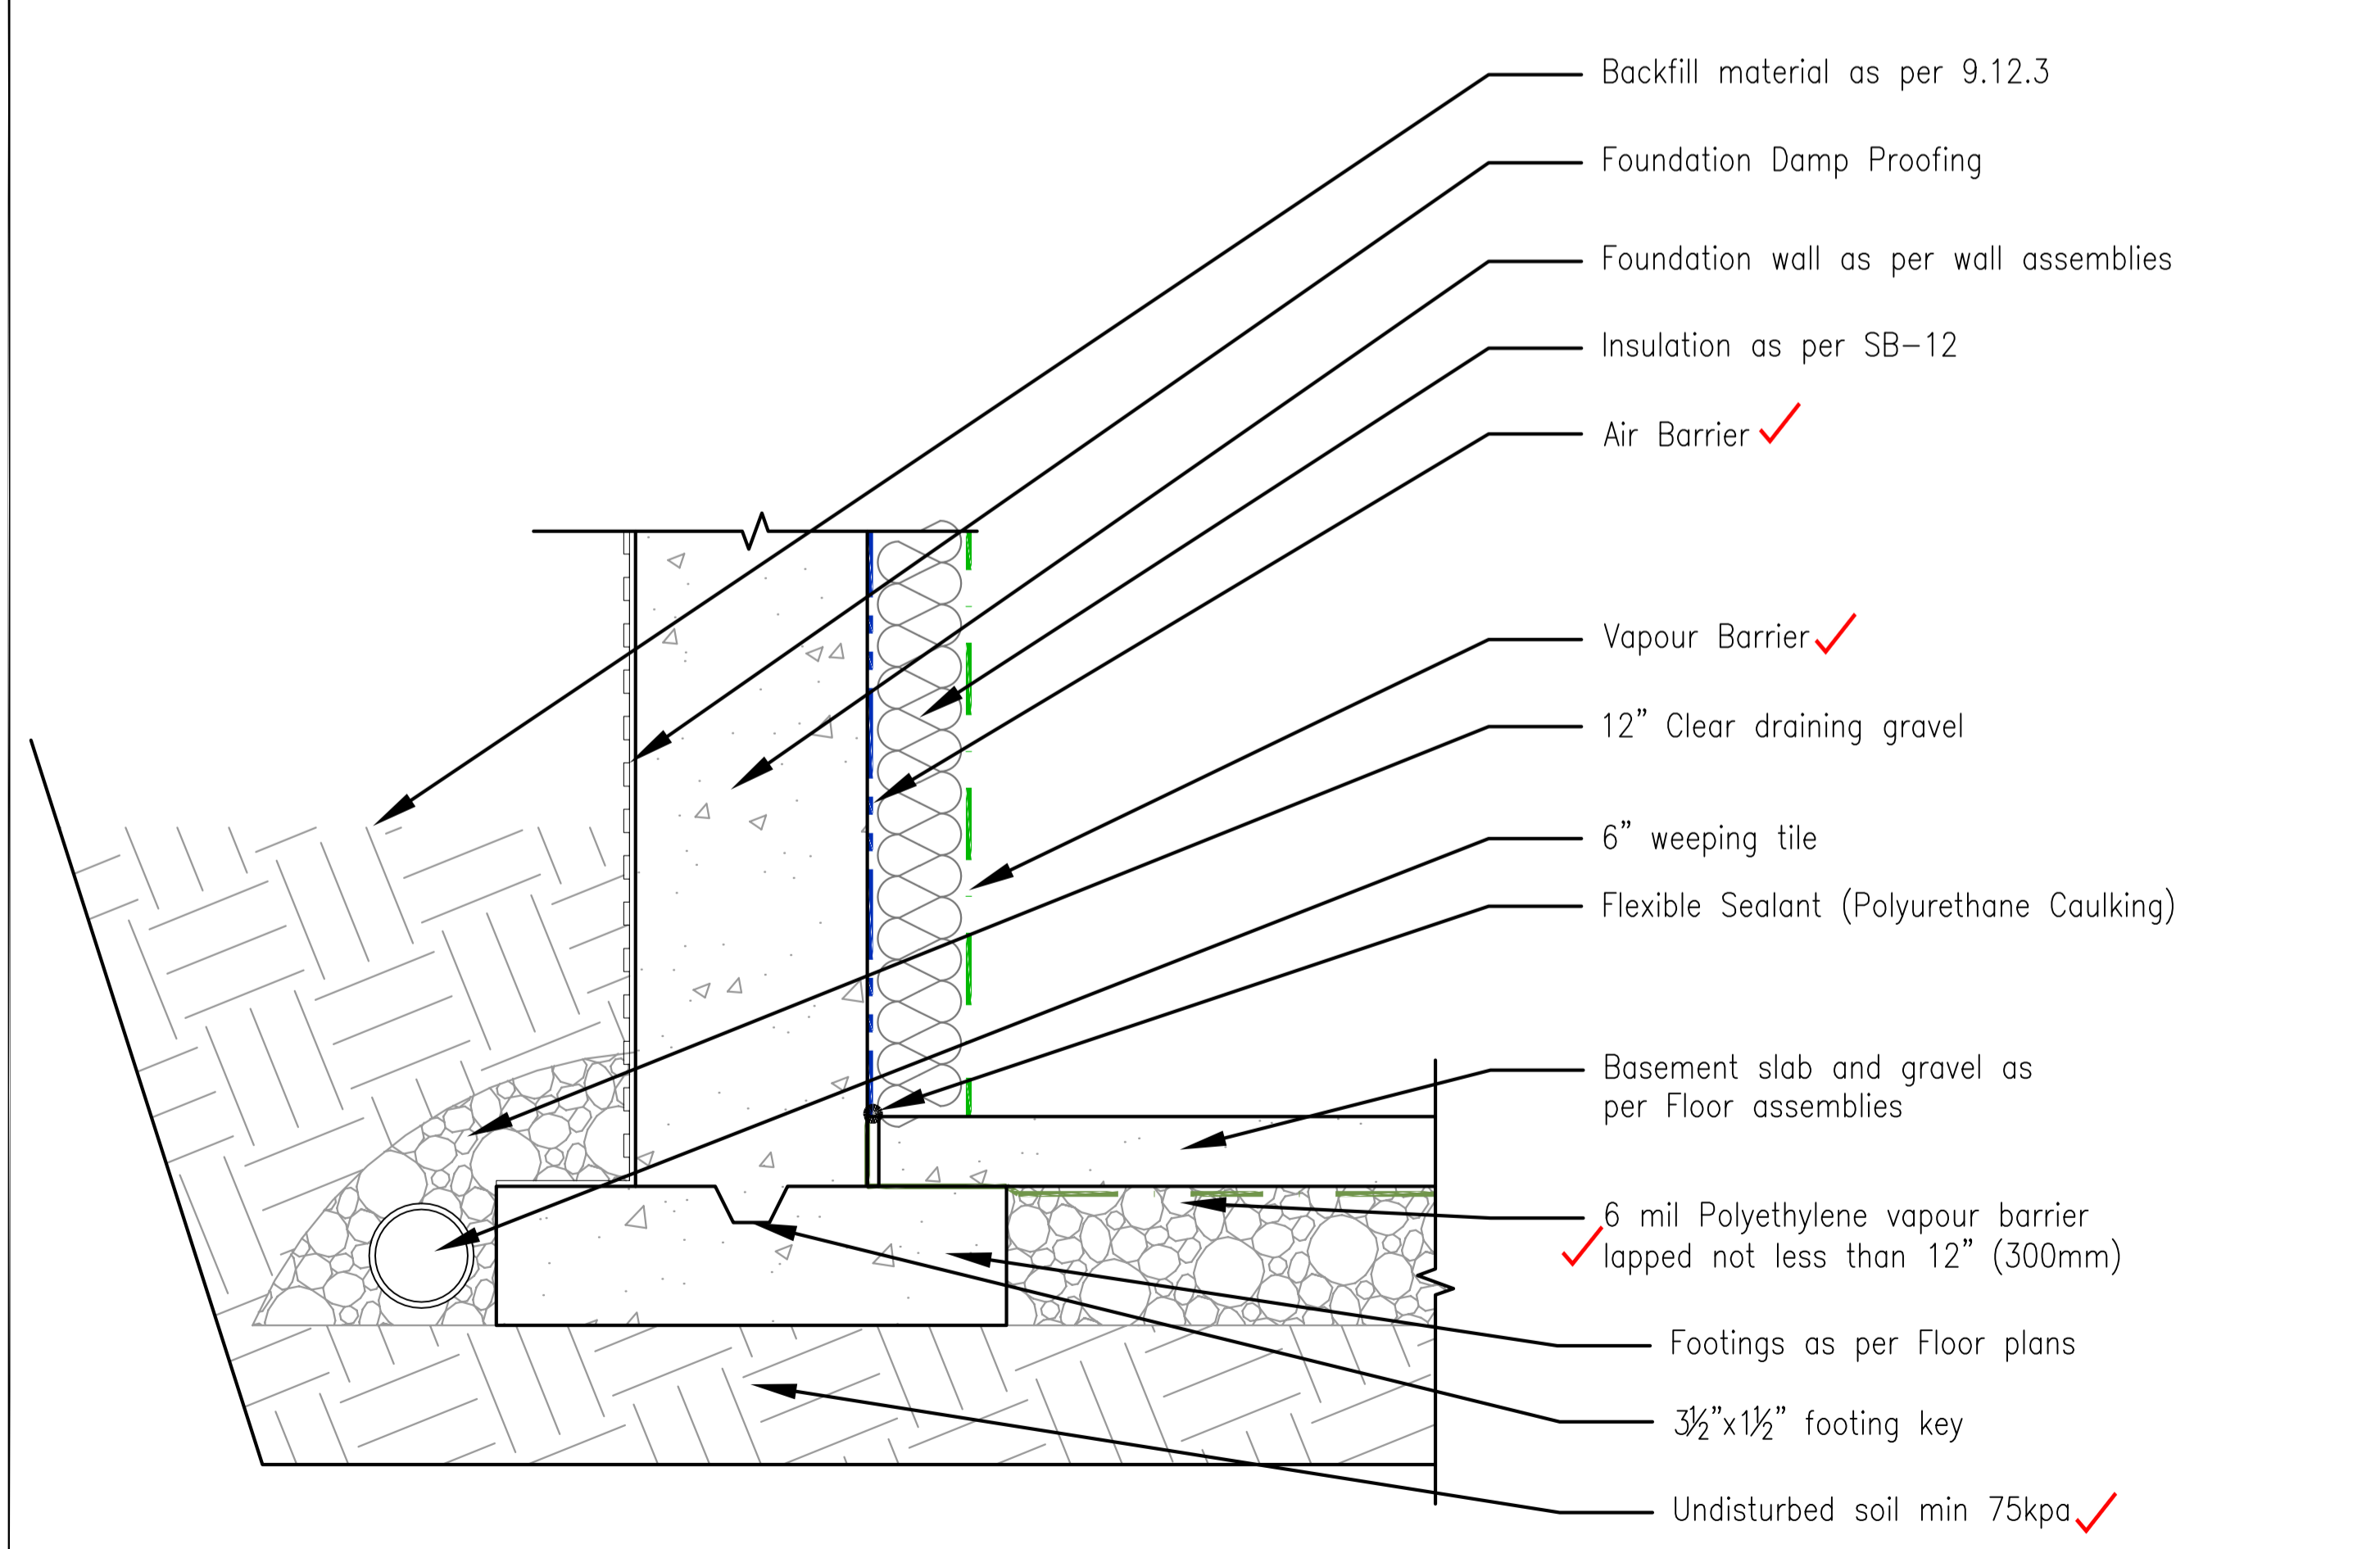 Backfill material as per 9.12.3
Foundation Damp Proofing
Foundation wall as per wall assemblies
Insulation as per SB-12
Air Barrier
Vapour Barrier
12" Clear draining gravel
6" weeping tile
Flexible Sealant (Polyurethane Caulking)
Basement slab and gravel as
per Floor assemblies
6 mil Polyethylene vapour barrier
lapped not less than 12" (300mm)
Footings as per Floor plans
3½"x1½" footing key
Undisturbed soil min 75kpa